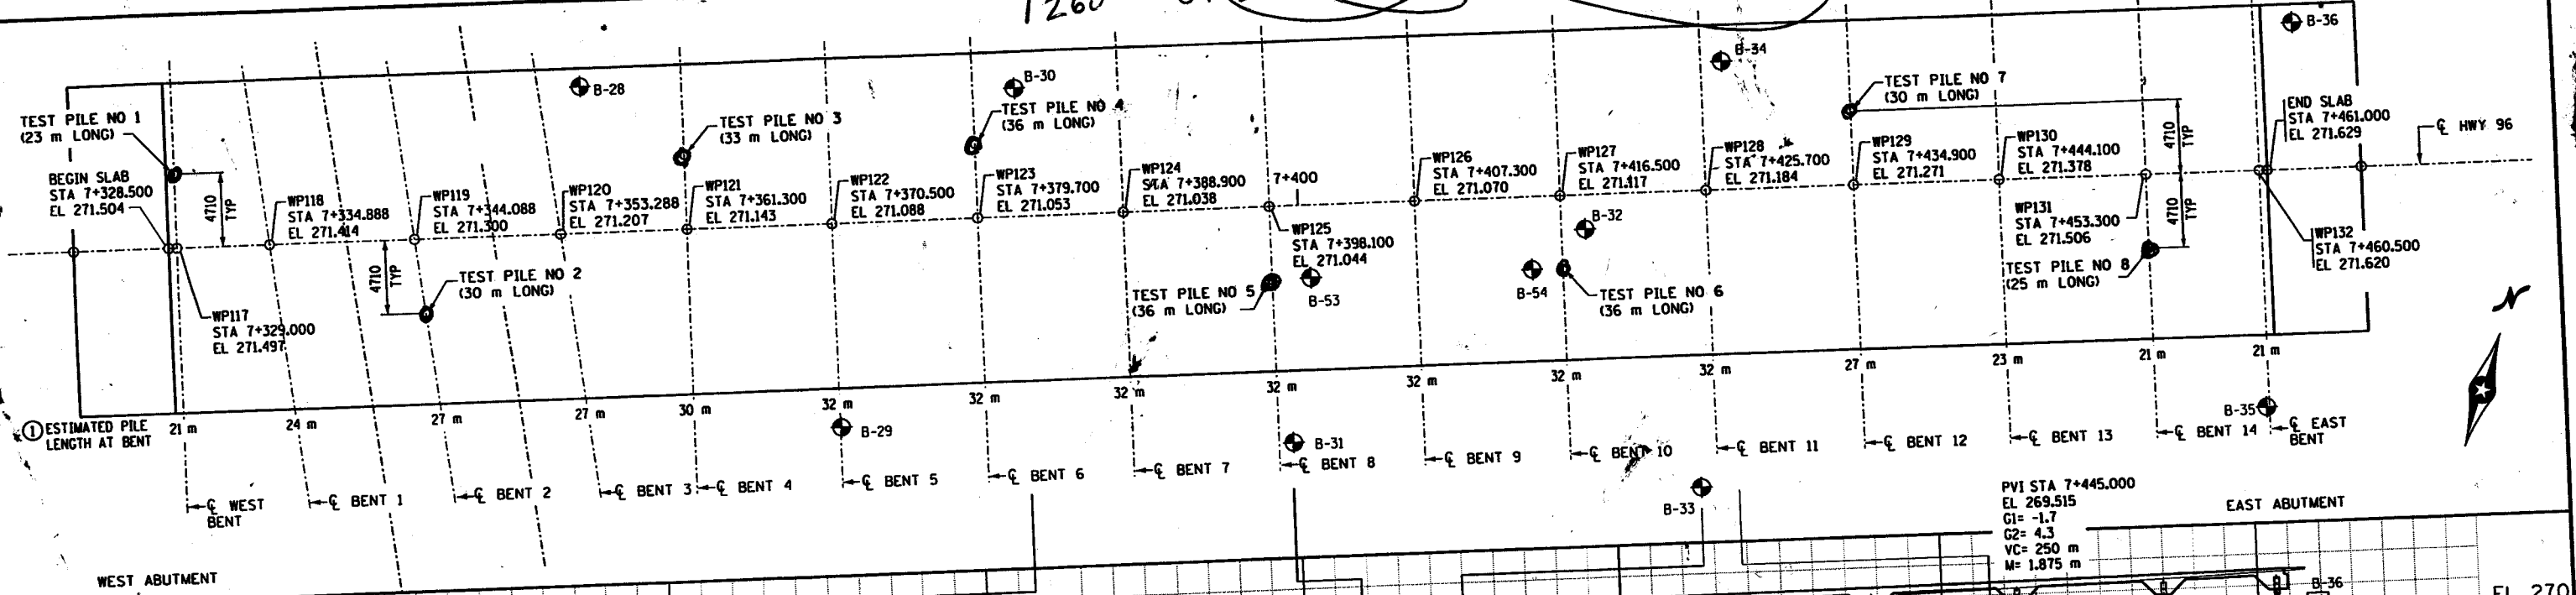 1260
B-36
B-34
B-30
B-28
TEST PILE NO 7
(30 m LONG)
TEST PILE NO 4
(36 m LONG)
TEST PILE NO 3
(33 m LONG)
TEST PILE NO 1
(23 m LONG)
END SLAB
STA 7+461.000
EL 271.629
℄ HWY 96
4710
TYP
BEGIN SLAB
STA 7+328.500
EL 271.504
4710
TYP
WP118
STA 7+334.888
EL 271.414
WP119
STA 7+344.088
EL 271.300
WP120
STA 7+353.288
EL 271.207
WP121
STA 7+361.300
EL 271.143
WP122
STA 7+370.500
EL 271.088
WP123
STA 7+379.700
EL 271.053
WP124
STA 7+388.900
EL 271.038
7+400
WP125
STA 7+398.100
EL 271.044
WP126
STA 7+407.300
EL 271.070
WP127
STA 7+416.500
EL 271.117
WP128
STA 7+425.700
EL 271.184
WP129
STA 7+434.900
EL 271.271
WP130
STA 7+444.100
EL 271.378
WP131
STA 7+453.300
EL 271.506
4710
TYP
WP132
STA 7+460.500
EL 271.620
B-32
4710
TYP
TEST PILE NO 2
(30 m LONG)
TEST PILE NO 5
(36 m LONG)
B-53
B-54
TEST PILE NO 6
(36 m LONG)
TEST PILE NO 8
(25 m LONG)
WP117
STA 7+329.000
EL 271.497
N
1 ESTIMATED PILE
LENGTH AT BENT
21 m
24 m
27 m
27 m
30 m
32 m
32 m
32 m
32 m
32 m
32 m
32 m
27 m
23 m
21 m
21 m
B-29
B-31
B-35
℄ WEST
BENT
℄ BENT 1
℄ BENT 2
℄ BENT 3
℄ BENT 4
℄ BENT 5
℄ BENT 6
℄ BENT 7
℄ BENT 8
℄ BENT 9
℄ BENT 10
℄ BENT 11
℄ BENT 12
℄ BENT 13
℄ BENT 14
℄ EAST
BENT
B-33
PVI STA 7+445.000
EL 269.515
G1= -1.7
G2= 4.3
VC= 250 m
M= 1.875 m
EAST ABUTMENT
WEST ABUTMENT
B-36
EL 270